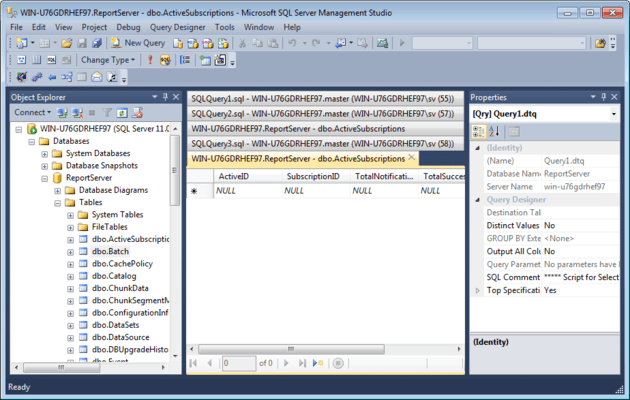 WIN-U76GDRHEF97.ReportServer - dbo.ActiveSubscriptions - Microsoft SQL Server Management Studio
File Edit View Project Debug Query Designer Tools Window Help
New Query
Change Type
Object Explorer
Connect
WIN-U76GDRHEF97 (SQL Server 11.0
Databases
System Databases
Database Snapshots
ReportServer
Database Diagrams
Tables
System Tables
FileTables
dbo.ActiveSubscription
dbo.Batch
dbo.CachePolicy
dbo.Catalog
dbo.ChunkData
dbo.ChunkSegmentM
dbo.ConfigurationInf
dbo.DataSets
dbo.DataSource
dbo.DBUpgradeHisto
dbo.Event
SQLQuery1.sql - WIN-U76GDRHEF97.master (WIN-U76GDRHEF97\sv (55))
SQLQuery2.sql - WIN-U76GDRHEF97.master (WIN-U76GDRHEF97\sv (57))
WIN-U76GDRHEF97.ReportServer - dbo.ActiveSubscriptions
SQLQuery3.sql - WIN-U76GDRHEF97.master (WIN-U76GDRHEF97\sv (58))
WIN-U76GDRHEF97.ReportServer - dbo.ActiveSubscriptions
ActiveID SubscriptionID TotalNotificati... TotalSucce
NULL NULL NULL NULL
0 of 0
Properties
[Qry] Query1.dtq
(Identity)
(Name) Query1.dtq
Database Name ReportServer
Server Name win-u76gdrhef97
Query Designer
Destination Tal
Distinct Values No
GROUP BY Exte <None>
Output All Colu No
Query Paramet No parameters have
SQL Comment ***** Script for Select
Top Specificati Yes
(Identity)
Ready